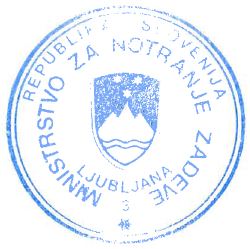 REPUBLIKA SLOVENIJA
MINISTRSTVO ZA NOTRANJE ZADEVE
LJUBLJANA
3